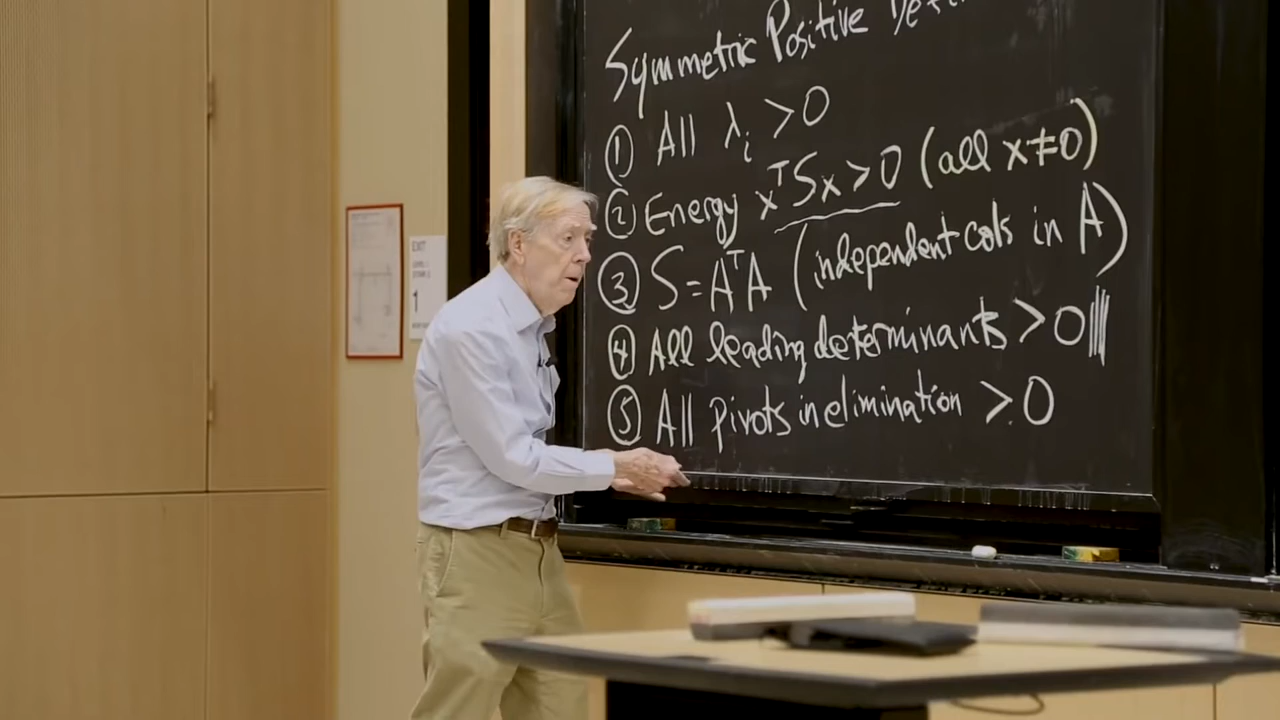 Symmetric Positive Defi
① All λᵢ > 0
② Energy xᵀSx > 0 (all x ≠ 0)
③ S = AᵀA (independent cols in A)
④ All leading determinants > 0
⑤ All pivots in elimination > 0
EXIT
1